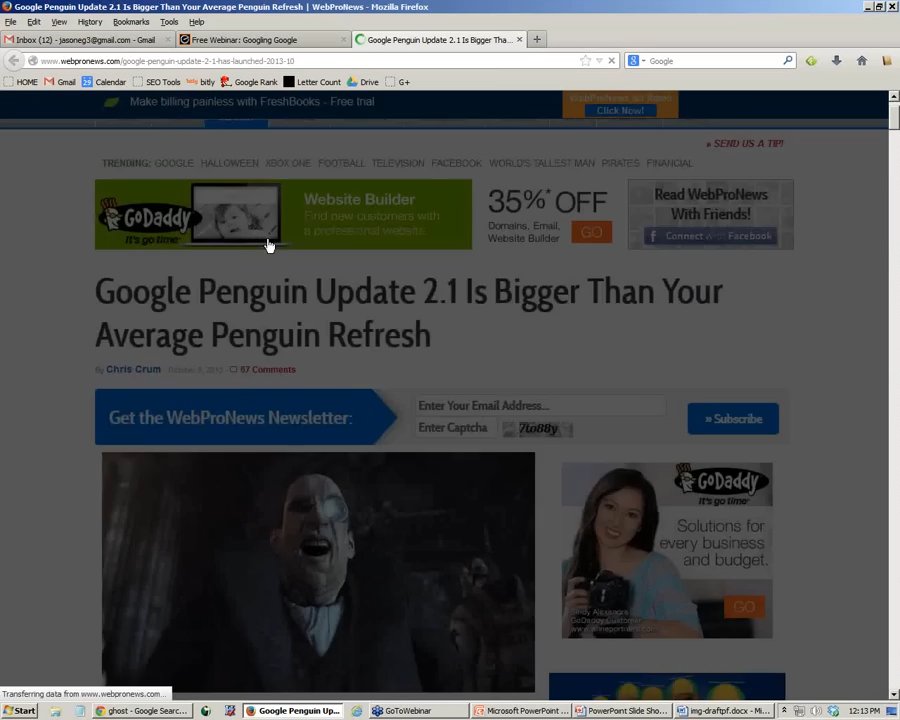 Google Penguin Update 2.1 Is Bigger Than Your Average Penguin Refresh | WebProNews - Mozilla Firefox
File Edit View History Bookmarks Tools Help
Inbox (12) - jasoneg3@gmail.com - Gmail
Free Webinar: Googling Google
Google Penguin Update 2.1 Is Bigger Tha...
www.webpronews.com/google-penguin-update-2-1-has-launched-2013-10
Google
HOME Gmail Calendar SEO Tools bitly Google Rank Letter Count Drive G+
Make billing painless with FreshBooks - Free trial
Click Now!
» SEND US A TIP!
TRENDING: GOOGLE HALLOWEEN XBOX ONE FOOTBALL TELEVISION FACEBOOK WORLD'S TALLEST MAN PIRATES FINANCIAL
GoDaddy
It's go time
Website Builder
Find new customers with
a professional website
35%* OFF
Domains, Email,
Website Builder
GO
Read WebProNews
With Friends!
Connect with Facebook
Google Penguin Update 2.1 Is Bigger Than Your
Average Penguin Refresh
By Chris Crum
67 Comments
Get the WebProNews Newsletter:
Enter Your Email Address...
Enter Captcha
7to88y
» Subscribe
GoDaddy
It's go time
Solutions for
every business
and budget.
GO
GoDaddy Customer
Transferring data from www.webpronews.com...
Start
ghost - Google Searc...
Google Penguin Up...
GoToWebinar
Microsoft PowerPoint ...
PowerPoint Slide Sho...
img-draftpf.docx - Mi...
12:13 PM